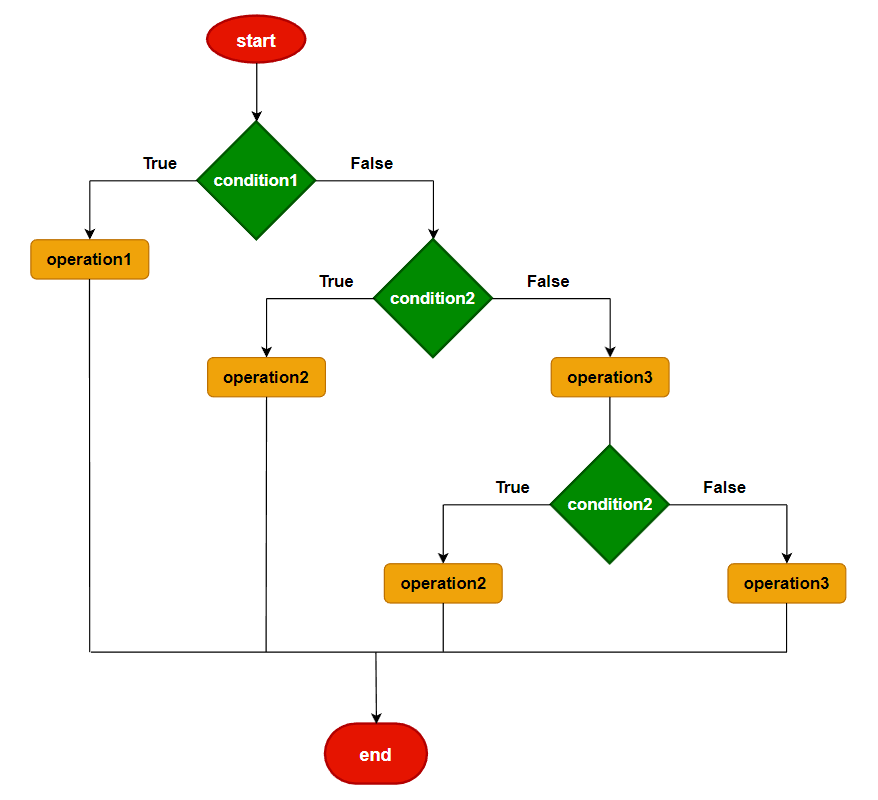 start
True
False
condition1
operation1
True
False
condition2
operation2
operation3
True
False
condition2
operation2
operation3
end